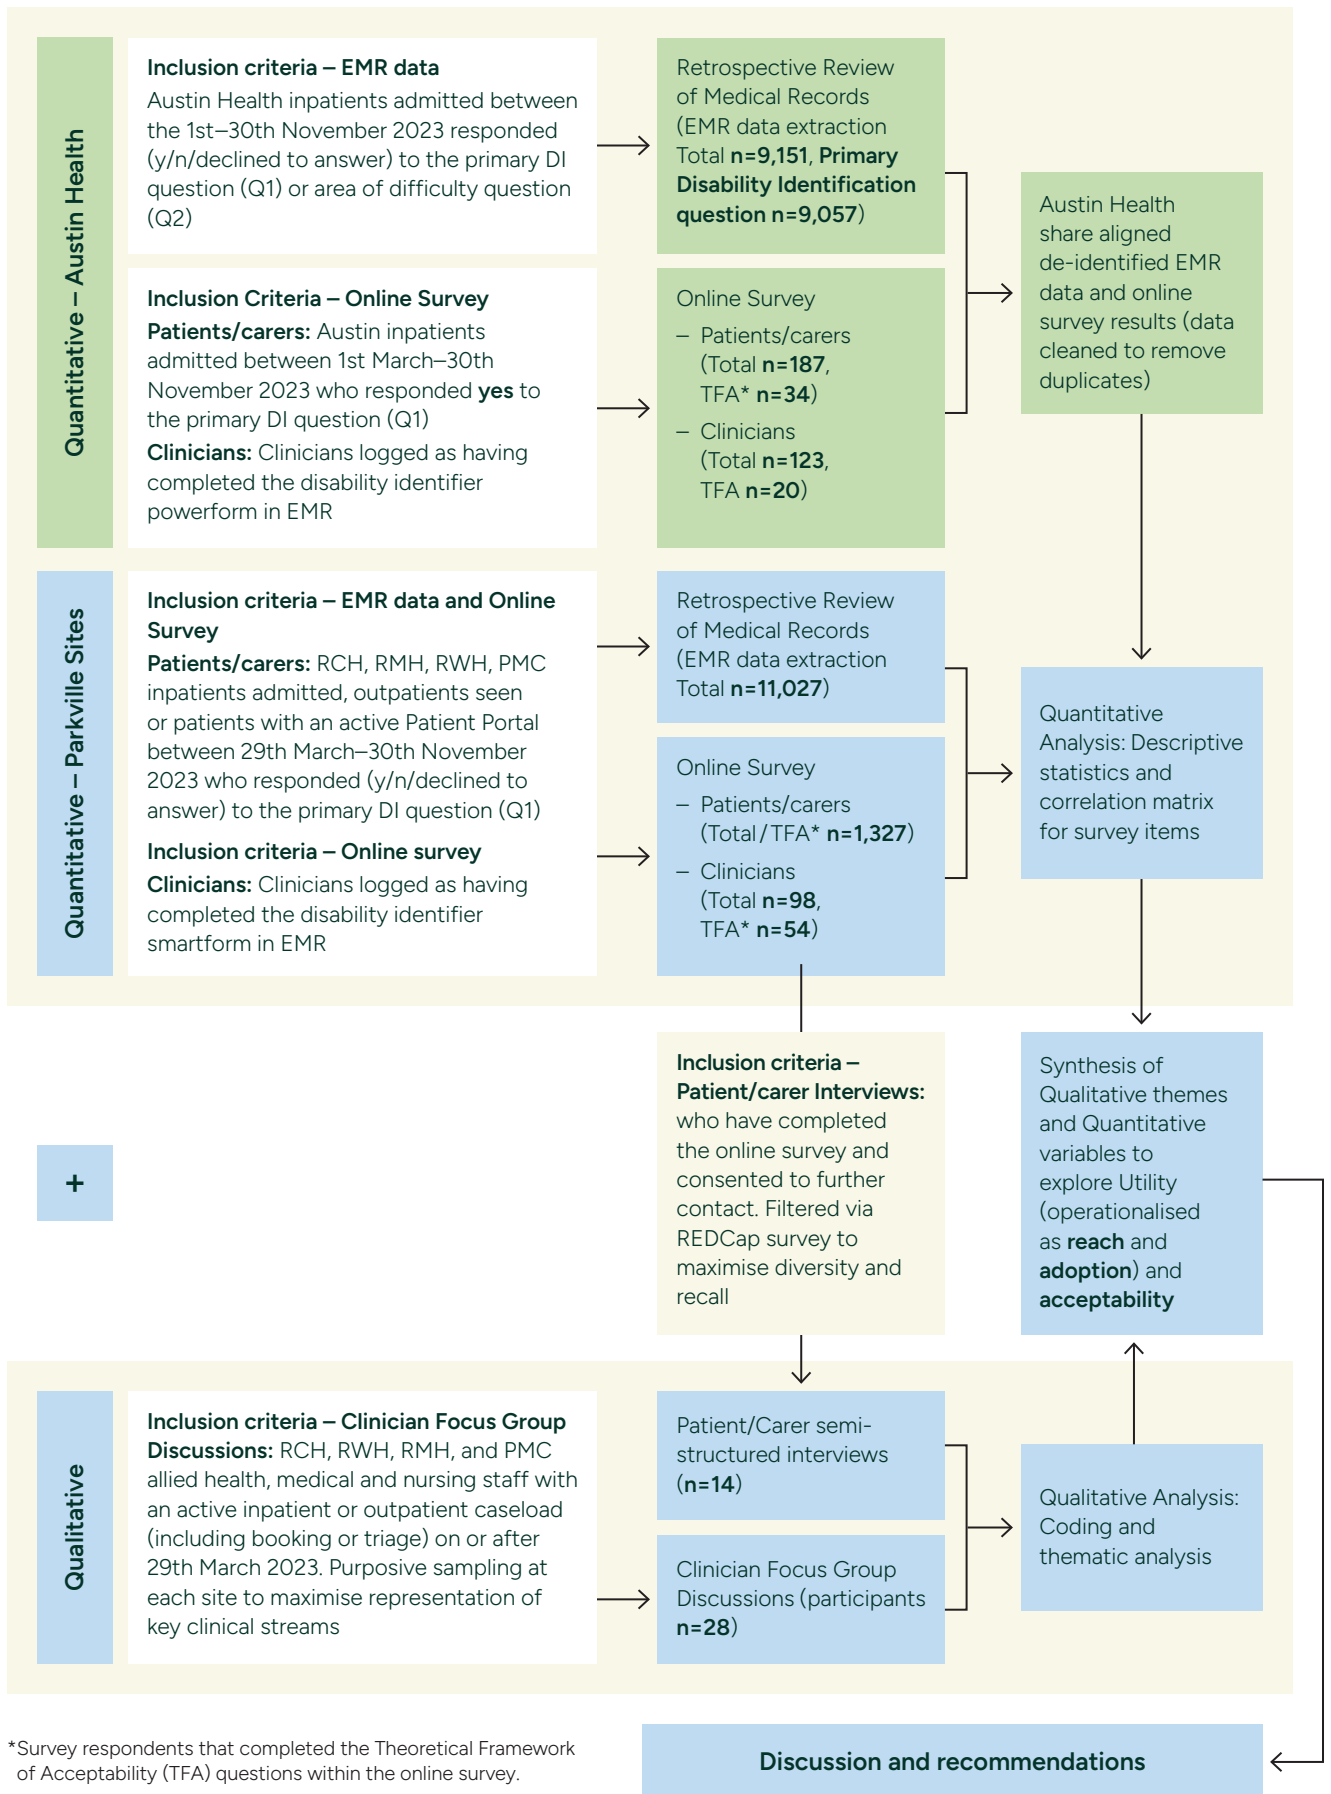 Quantitative – Austin Health
Inclusion criteria – EMR data
Austin Health inpatients admitted between
the 1st–30th November 2023 responded
(y/n/declined to answer) to the primary DI
question (Q1) or area of difficulty question
(Q2)
Retrospective Review
of Medical Records
(EMR data extraction
Total n=9,151, Primary
Disability Identification
question n=9,057)
Inclusion Criteria – Online Survey
Patients/carers: Austin inpatients
admitted between 1st March–30th
November 2023 who responded yes to
the primary DI question (Q1)
Clinicians: Clinicians logged as having
completed the disability identifier
powerform in EMR
Online Survey
– Patients/carers
(Total n=187,
TFA* n=34)
– Clinicians
(Total n=123,
TFA n=20)
Austin Health
share aligned
de-identified EMR
data and online
survey results (data
cleaned to remove
duplicates)
Quantitative – Parkville Sites
Inclusion criteria – EMR data and Online
Survey
Patients/carers: RCH, RMH, RWH, PMC
inpatients admitted, outpatients seen
or patients with an active Patient Portal
between 29th March–30th November
2023 who responded (y/n/declined to
answer) to the primary DI question (Q1)
Inclusion criteria – Online survey
Clinicians: Clinicians logged as having
completed the disability identifier
smartform in EMR
Retrospective Review
of Medical Records
(EMR data extraction
Total n=11,027)
Online Survey
– Patients/carers
(Total/TFA* n=1,327)
– Clinicians
(Total n=98,
TFA* n=54)
Quantitative
Analysis: Descriptive
statistics and
correlation matrix
for survey items
+
Inclusion criteria –
Patient/carer Interviews:
who have completed
the online survey and
consented to further
contact. Filtered via
REDCap survey to
maximise diversity and
recall
Synthesis of
Qualitative themes
and Quantitative
variables to
explore Utility
(operationalised
as reach and
adoption) and
acceptability
Qualitative
Inclusion criteria – Clinician Focus Group
Discussions: RCH, RWH, RMH, and PMC
allied health, medical and nursing staff with
an active inpatient or outpatient caseload
(including booking or triage) on or after
29th March 2023. Purposive sampling at
each site to maximise representation of
key clinical streams
Patient/Carer semi-
structured interviews
(n=14)
Clinician Focus Group
Discussions (participants
n=28)
Qualitative Analysis:
Coding and
thematic analysis
*Survey respondents that completed the Theoretical Framework
of Acceptability (TFA) questions within the online survey.
Discussion and recommendations